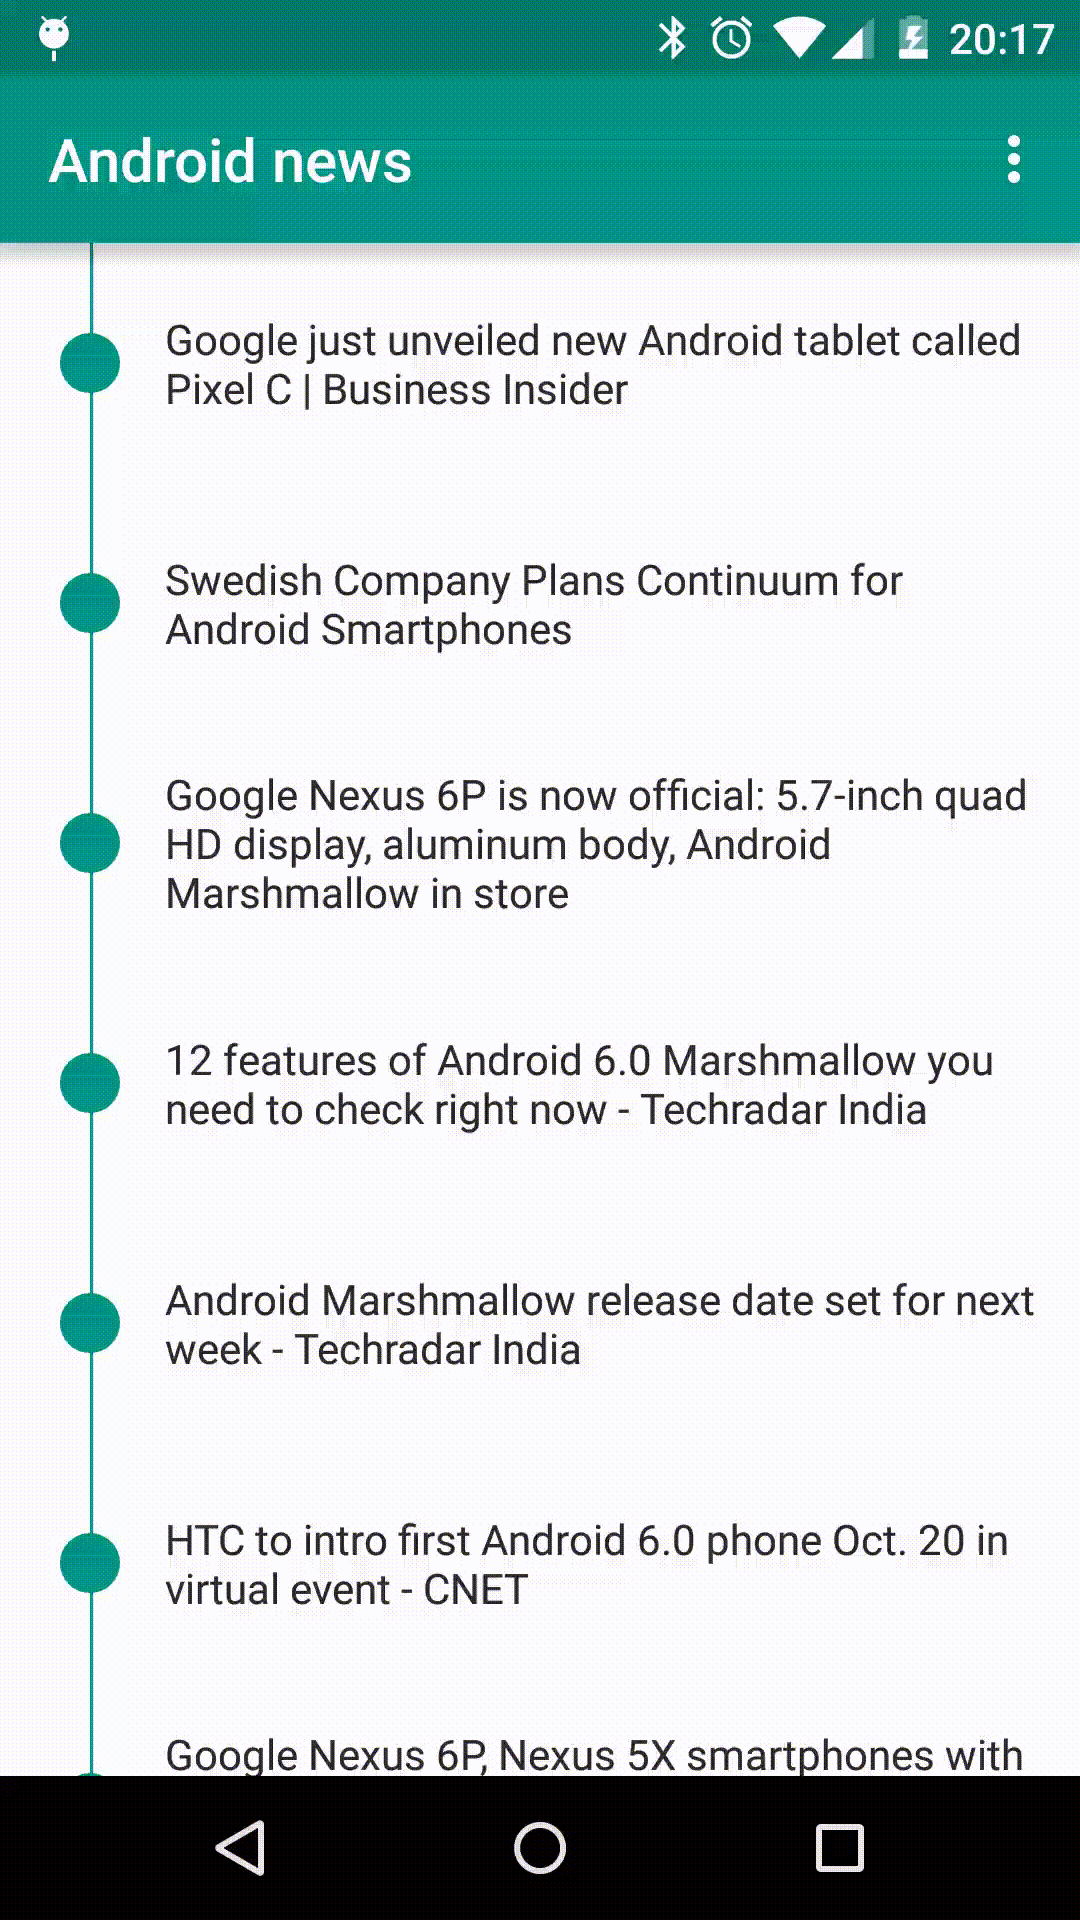 20:17
Android news
Google just unveiled new Android tablet called
Pixel C | Business Insider
Swedish Company Plans Continuum for
Android Smartphones
Google Nexus 6P is now official: 5.7-inch quad
HD display, aluminum body, Android
Marshmallow in store
12 features of Android 6.0 Marshmallow you
need to check right now - Techradar India
Android Marshmallow release date set for next
week - Techradar India
HTC to intro first Android 6.0 phone Oct. 20 in
virtual event - CNET
Google Nexus 6P, Nexus 5X smartphones with